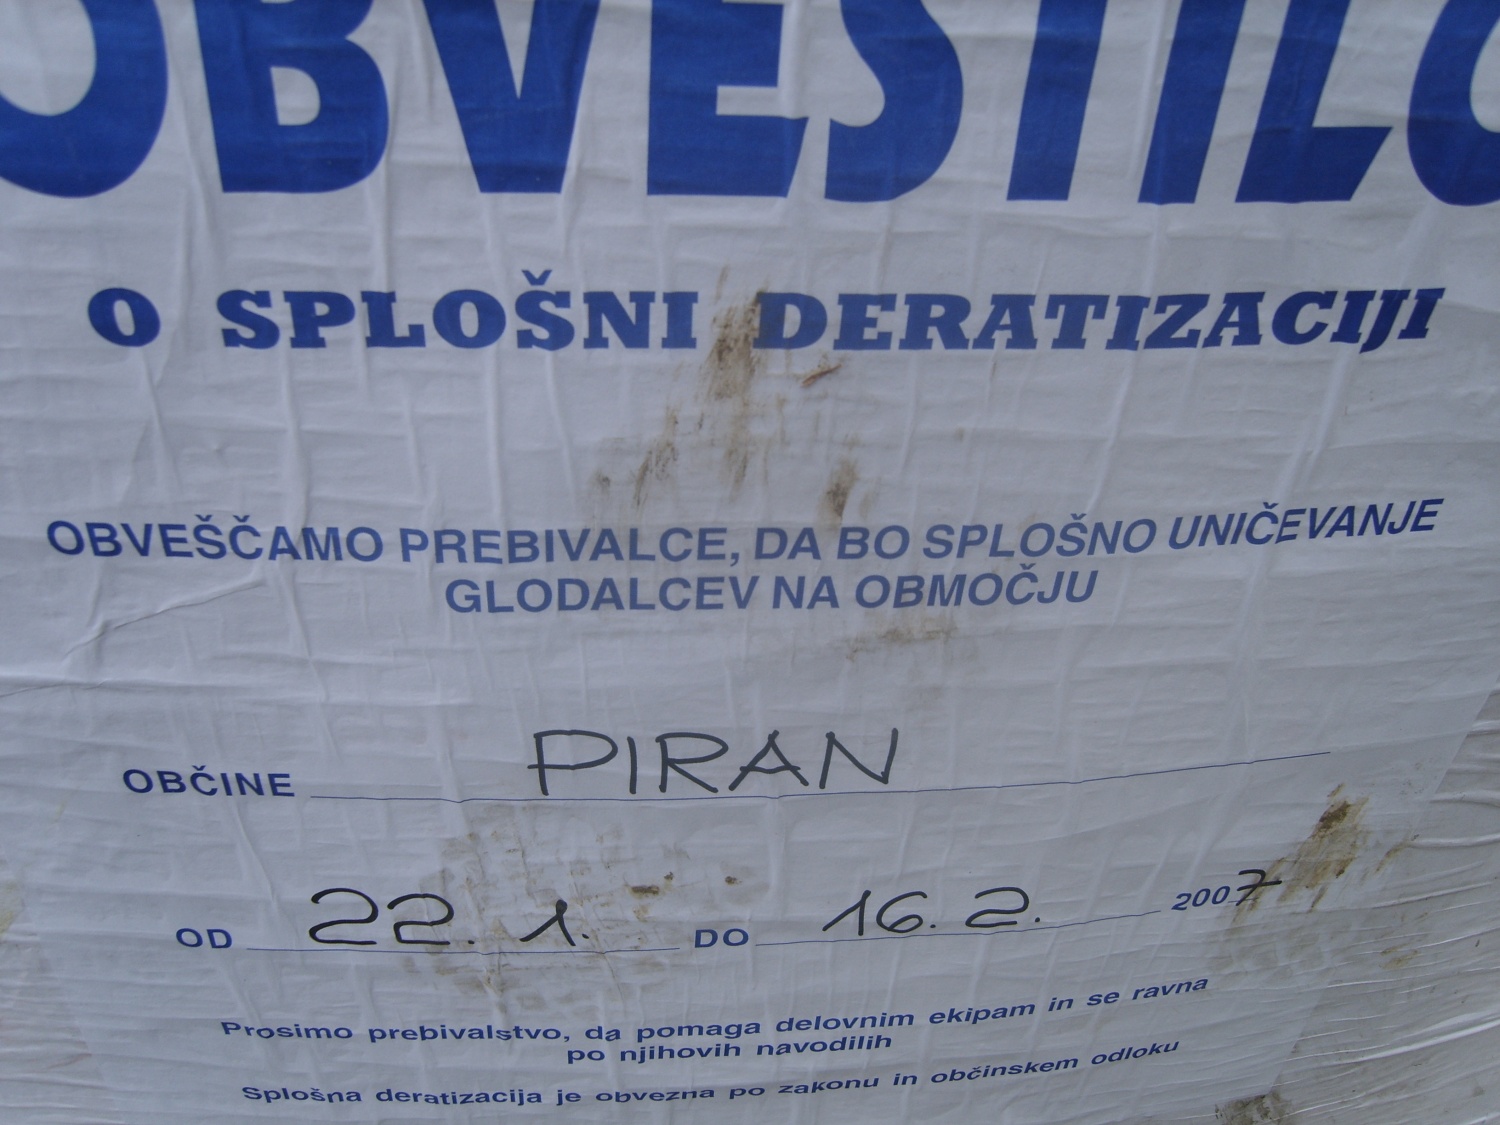 OBVESTILO
O SPLOŠNI DERATIZACIJI
OBVEŠČAMO PREBIVALCE, DA BO SPLOŠNO UNIČEVANJE
GLODALCEV NA OBMOČJU
OBČINE PIRAN
OD 22. 1. DO 16. 2. 2007
Prosimo prebivalstvo, da pomaga delovnim ekipam in se ravna
po njihovih navodilih
Splošna deratizacija je obvezna po zakonu in občinskem odloku